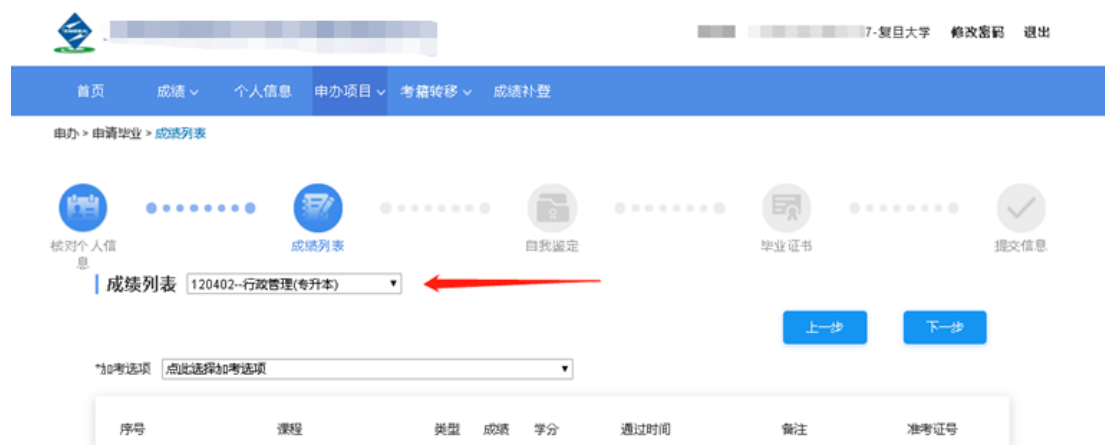 7-复旦大学 修改密码 退出
首页 成绩 个人信息 申办项目 考籍转移 成绩补登
申办 > 申请毕业 > 成绩列表
核对个人信息 成绩列表 自我鉴定 毕业证书 提交信息
成绩列表 120402--行政管理(专升本)
上一步 下一步
*加考选项 点此选择加考选项
序号 课程 类型 成绩 学分 通过时间 备注 准考证号